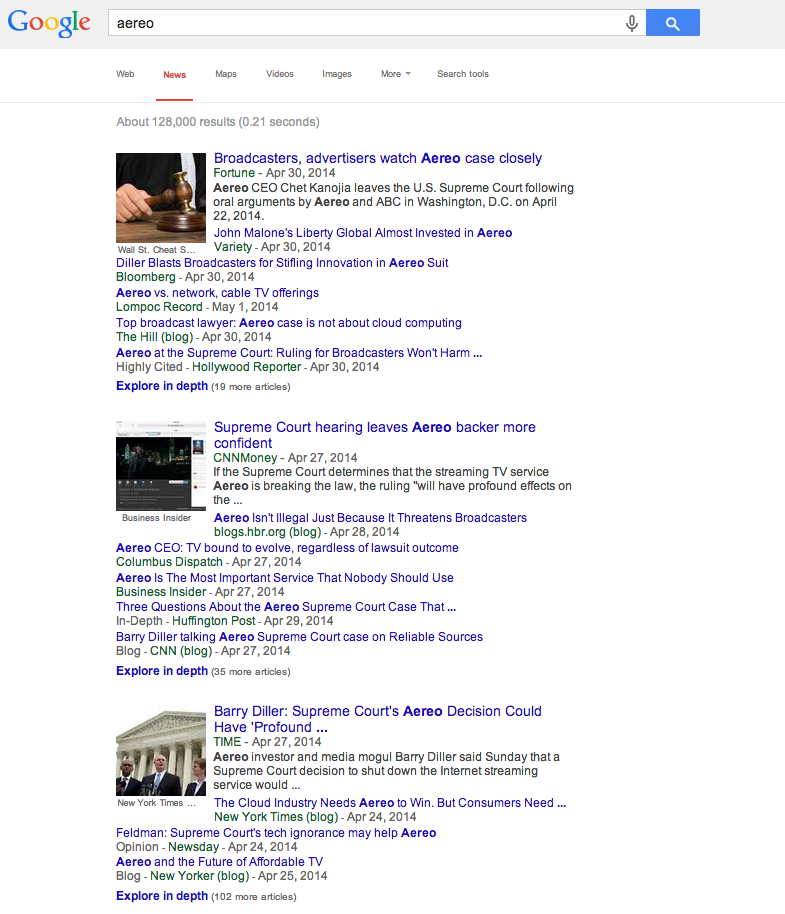 Google
aereo
Web News Maps Videos Images More Search tools
About 128,000 results (0.21 seconds)
Broadcasters, advertisers watch Aereo case closely
Fortune - Apr 30, 2014
Aereo CEO Chet Kanojia leaves the U.S. Supreme Court following
oral arguments by Aereo and ABC in Washington, D.C. on April
22, 2014.
John Malone's Liberty Global Almost Invested in Aereo
Variety - Apr 30, 2014
Wall St. Cheat S...
Diller Blasts Broadcasters for Stifling Innovation in Aereo Suit
Bloomberg - Apr 30, 2014
Aereo vs. network, cable TV offerings
Lompoc Record - May 1, 2014
Top broadcast lawyer: Aereo case is not about cloud computing
The Hill (blog) - Apr 30, 2014
Aereo at the Supreme Court: Ruling for Broadcasters Won't Harm ...
Highly Cited - Hollywood Reporter - Apr 30, 2014
Explore in depth (19 more articles)
Supreme Court hearing leaves Aereo backer more
confident
CNNMoney - Apr 27, 2014
If the Supreme Court determines that the streaming TV service
Aereo is breaking the law, the ruling "will have profound effects on
the ...
Business Insider
Aereo Isn't Illegal Just Because It Threatens Broadcasters
blogs.hbr.org (blog) - Apr 28, 2014
Aereo CEO: TV bound to evolve, regardless of lawsuit outcome
Columbus Dispatch - Apr 27, 2014
Aereo Is The Most Important Service That Nobody Should Use
Business Insider - Apr 27, 2014
Three Questions About the Aereo Supreme Court Case That ...
In-Depth - Huffington Post - Apr 29, 2014
Barry Diller talking Aereo Supreme Court case on Reliable Sources
Blog - CNN (blog) - Apr 27, 2014
Explore in depth (35 more articles)
Barry Diller: Supreme Court's Aereo Decision Could
Have 'Profound ...
TIME - Apr 27, 2014
Aereo investor and media mogul Barry Diller said Sunday that a
Supreme Court decision to shut down the Internet streaming
service would ...
New York Times ...
The Cloud Industry Needs Aereo to Win. But Consumers Need ...
New York Times (blog) - Apr 24, 2014
Feldman: Supreme Court's tech ignorance may help Aereo
Opinion - Newsday - Apr 24, 2014
Aereo and the Future of Affordable TV
Blog - New Yorker (blog) - Apr 25, 2014
Explore in depth (102 more articles)